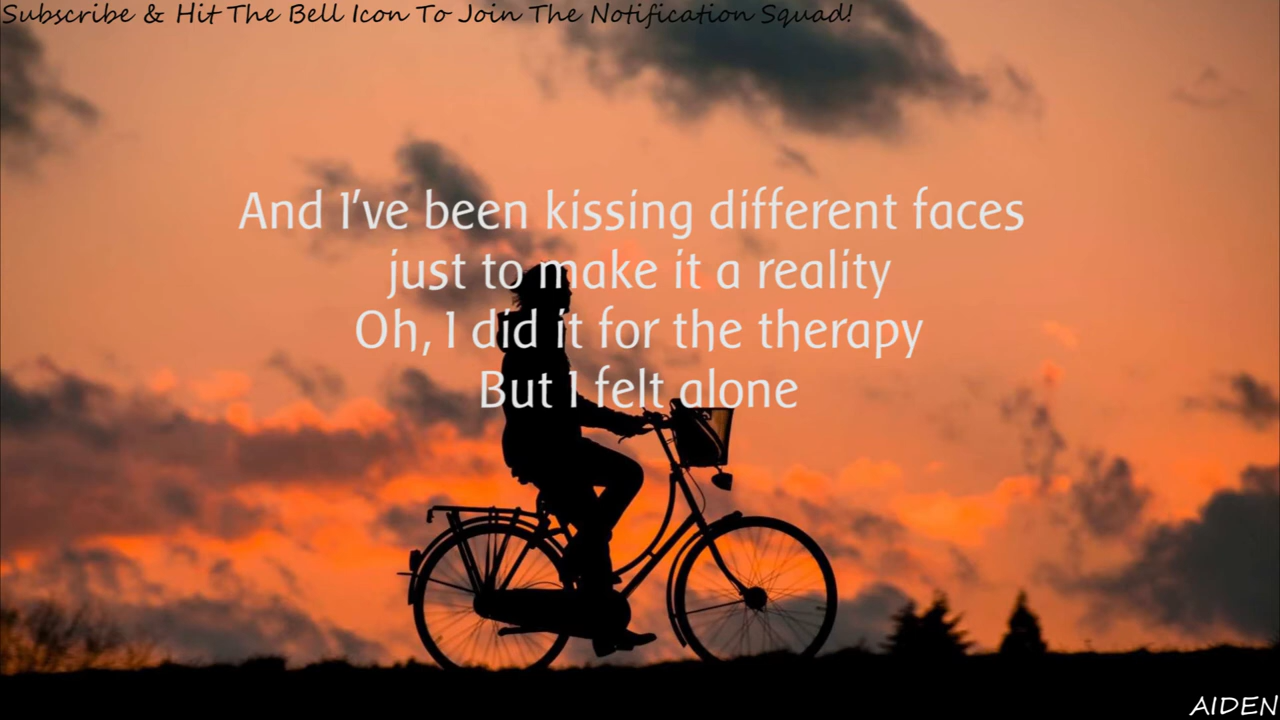 Subscribe & Hit The Bell Icon To Join The Notification Squad!
And I've been kissing different faces
just to make it a reality
Oh, I did it for the therapy
But I felt alone
AIDEN